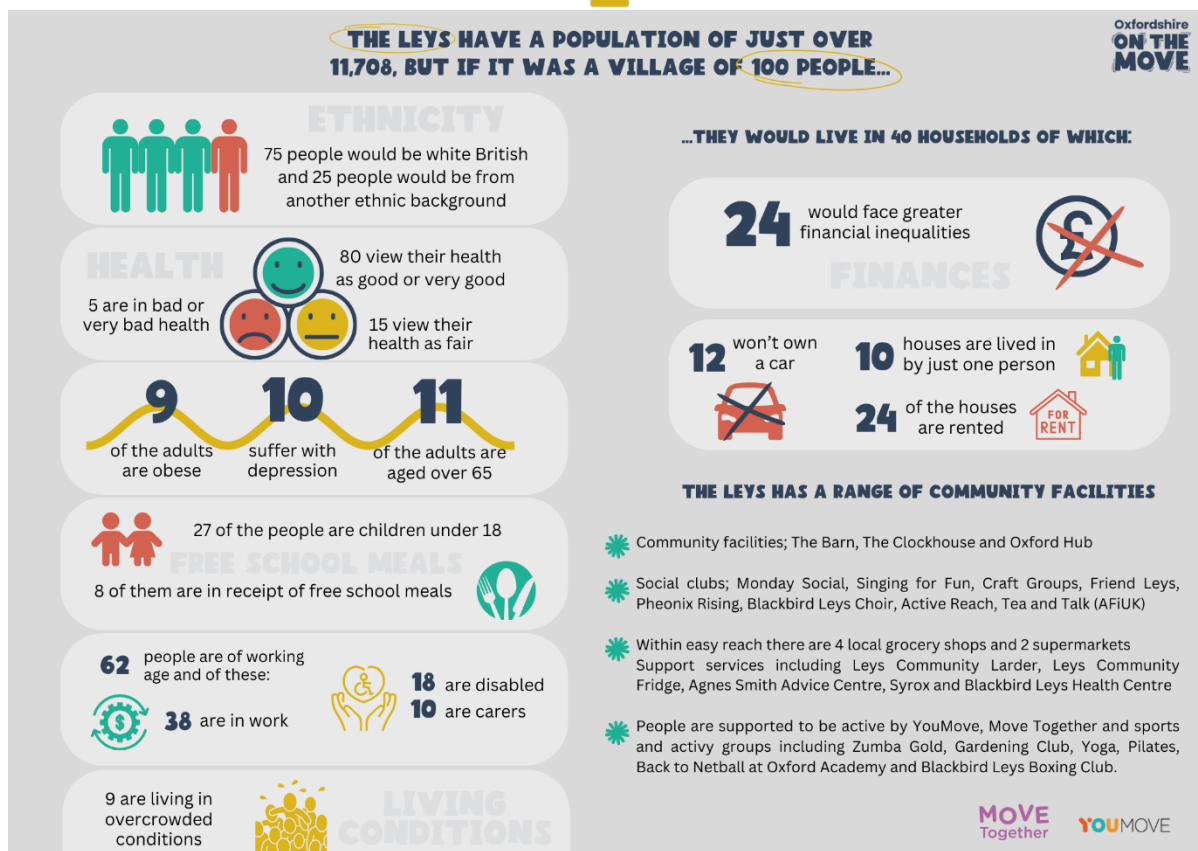 THE LEYS HAVE A POPULATION OF JUST OVER
11,708, BUT IF IT WAS A VILLAGE OF 100 PEOPLE...
Oxfordshire
ON THE
MOVE
ETHNICITY
75 people would be white British
and 25 people would be from
another ethnic background
HEALTH
80 view their health
as good or very good
5 are in bad or
very bad health
15 view their
health as fair
9
of the adults
are obese
10
suffer with
depression
11
of the adults are
aged over 65
27 of the people are children under 18
FREE SCHOOL MEALS
8 of them are in receipt of free school meals
62 people are of working
age and of these:
$
38 are in work
18 are disabled
10 are carers
9 are living in
overcrowded
conditions
LIVING
CONDITIONS
...THEY WOULD LIVE IN 40 HOUSEHOLDS OF WHICH:
24 would face greater
financial inequalities
£
FINANCES
12 won't own
a car
10 houses are lived in
by just one person
24 of the houses
are rented
FOR
RENT
THE LEYS HAS A RANGE OF COMMUNITY FACILITIES
Community facilities; The Barn, The Clockhouse and Oxford Hub
Social clubs; Monday Social, Singing for Fun, Craft Groups, Friend Leys,
Pheonix Rising, Blackbird Leys Choir, Active Reach, Tea and Talk (AFiUK)
Within easy reach there are 4 local grocery shops and 2 supermarkets
Support services including Leys Community Larder, Leys Community
Fridge, Agnes Smith Advice Centre, Syrox and Blackbird Leys Health Centre
People are supported to be active by YouMove, Move Together and sports
and activy groups including Zumba Gold, Gardening Club, Yoga, Pilates,
Back to Netball at Oxford Academy and Blackbird Leys Boxing Club.
MOVE
Together
YOUMOVE